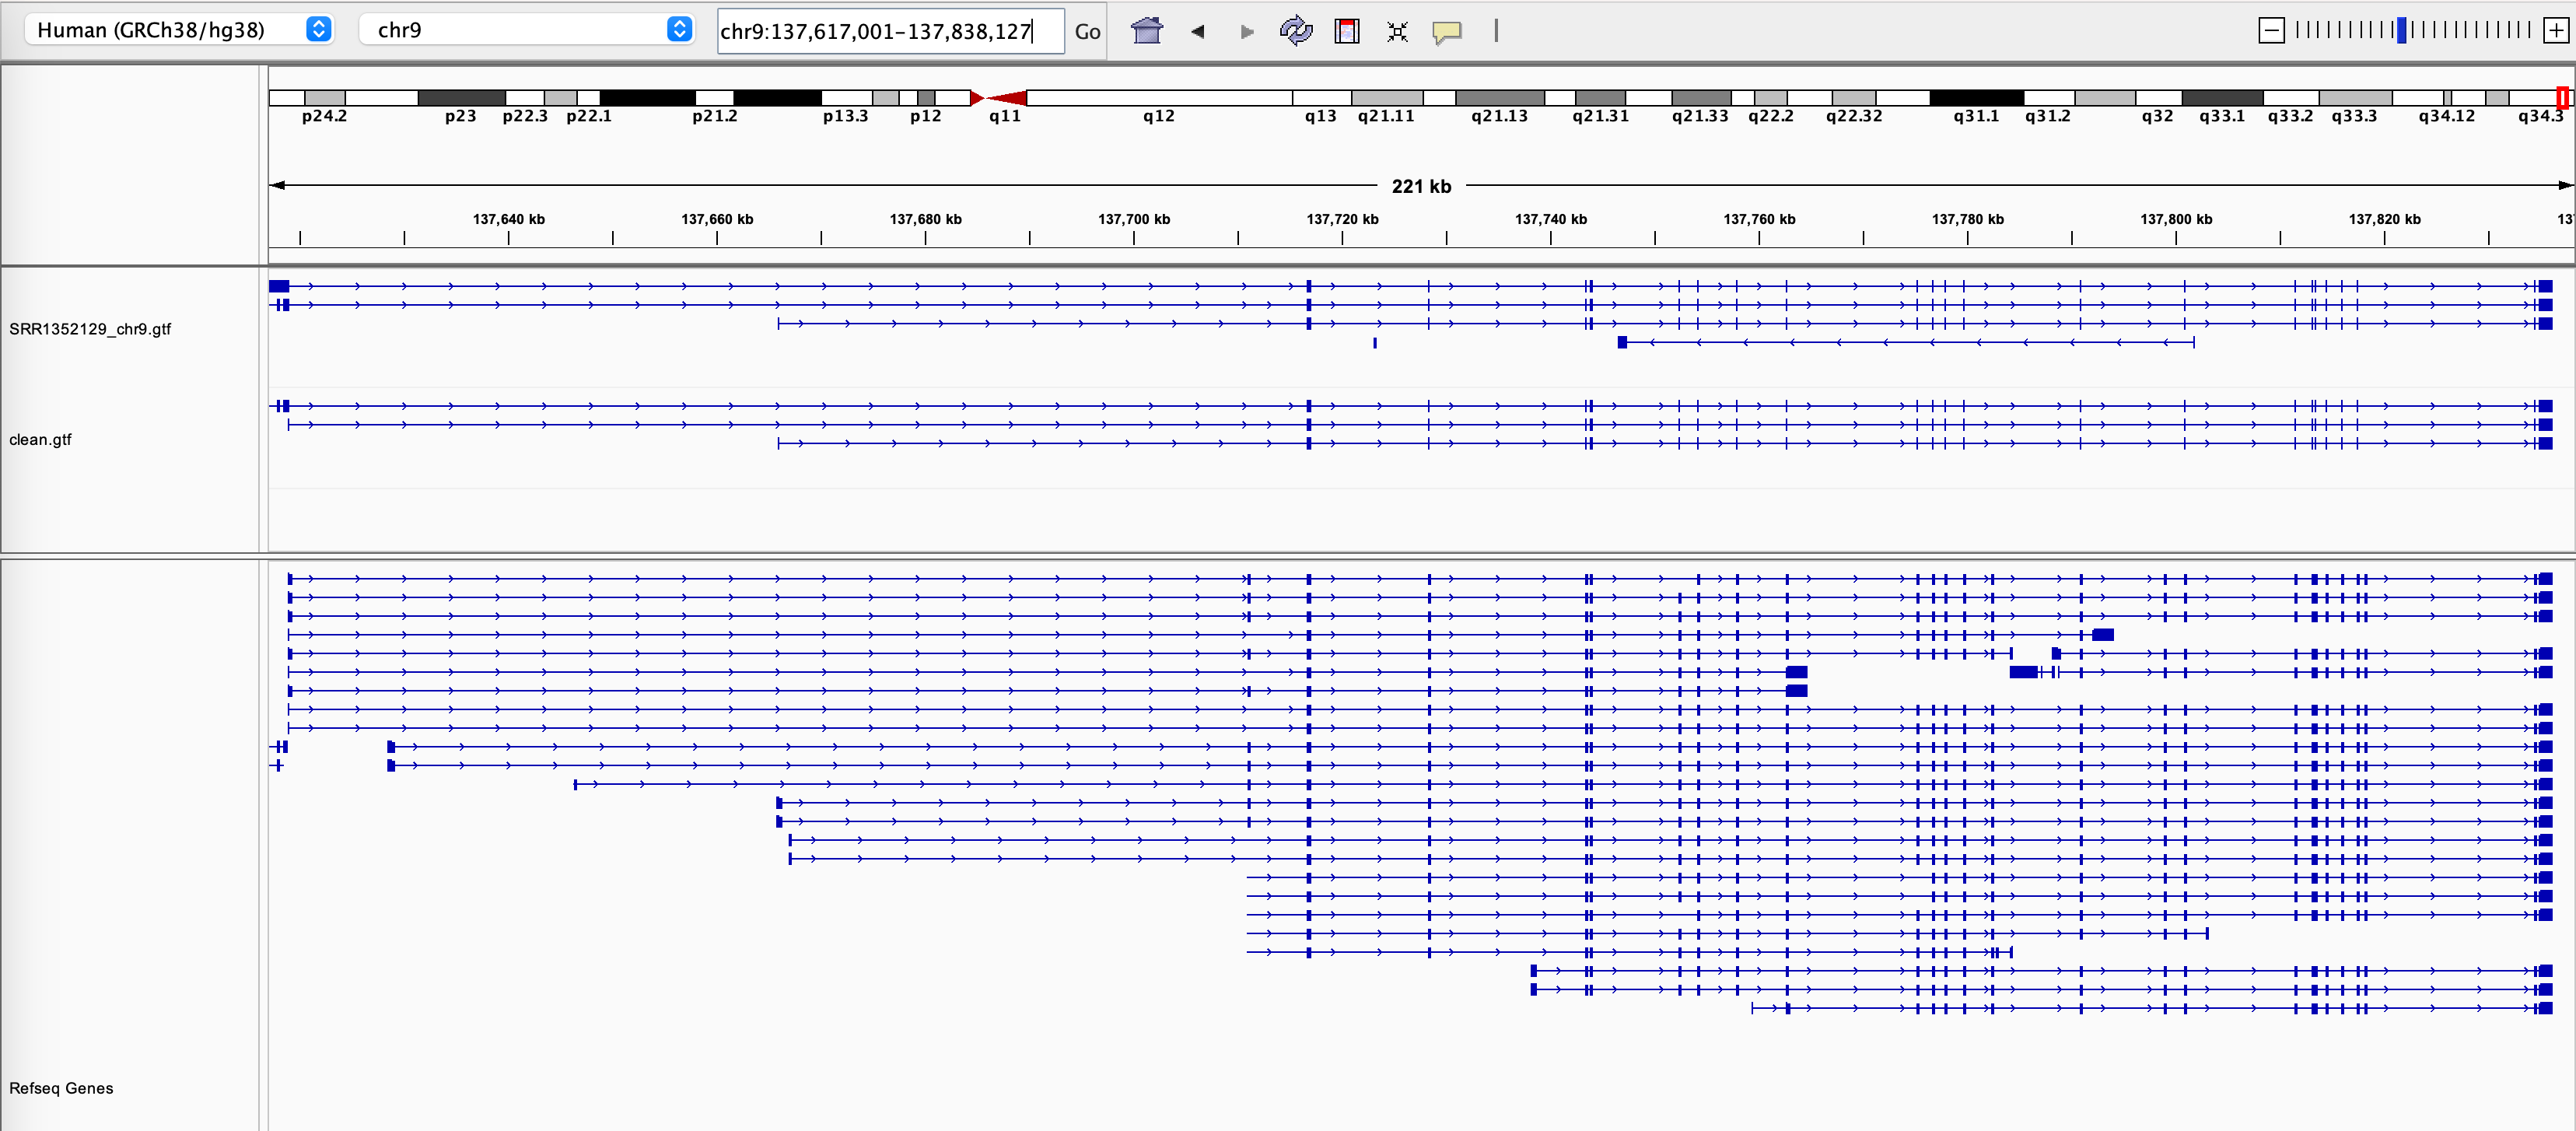 Human (GRCh38/hg38) chr9 chr9:137,617,001-137,838,127 Go
p24.2 p23 p22.3 p22.1 p21.2 p13.3 p12 q11 q12 q13 q21.11 q21.13 q21.31 q21.33 q22.2 q22.32 q31.1 q31.2 q32 q33.1 q33.2 q33.3 q34.12 q34.3
221 kb
137,640 kb 137,660 kb 137,680 kb 137,700 kb 137,720 kb 137,740 kb 137,760 kb 137,780 kb 137,800 kb 137,820 kb
SRR1352129_chr9.gtf
clean.gtf
Refseq Genes